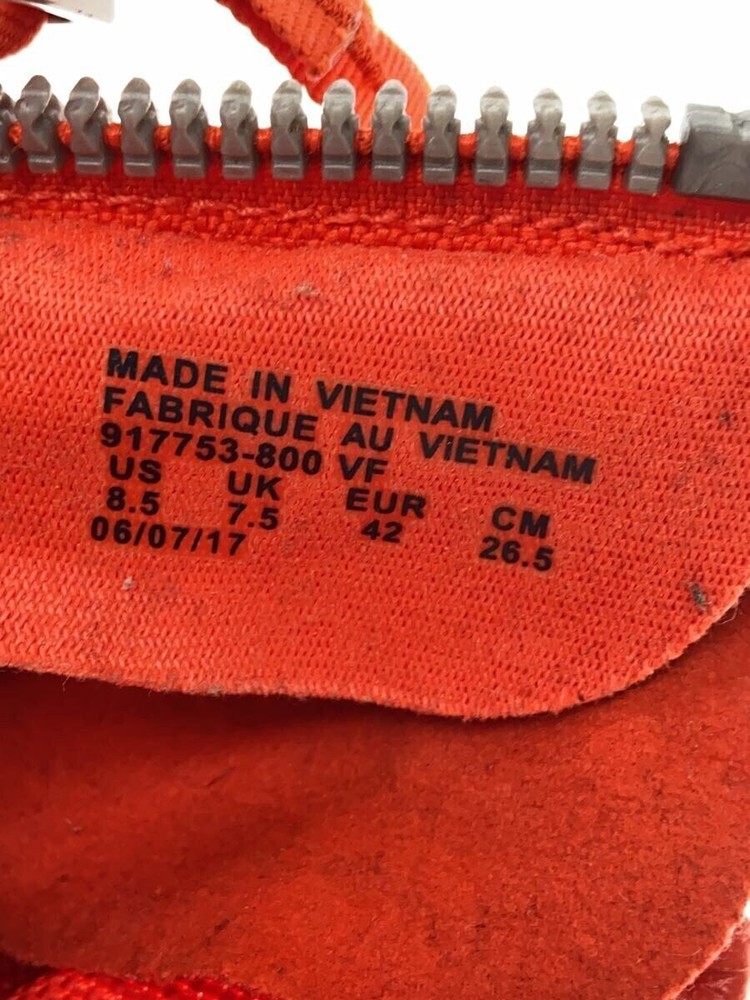 MADE IN VIETNAM
FABRIQUE AU VIETNAM
917753-800 VF
US UK EUR CM
8.5 7.5 42 26.5
06/07/17